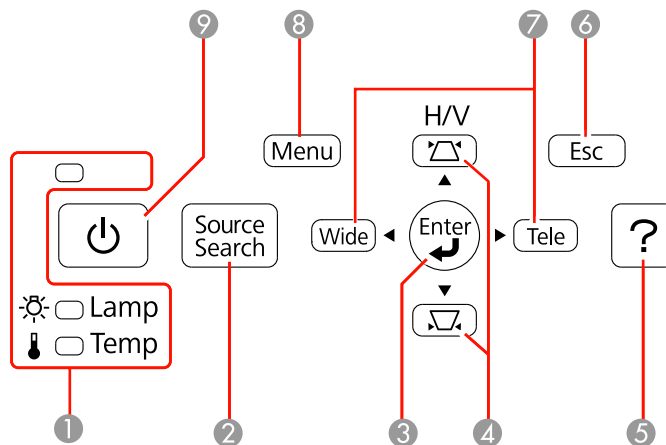 9
8
7
6
H/V
Menu
Esc
Source
Search
Wide
Enter
Tele
?
Lamp
Temp
1
2
3
4
5